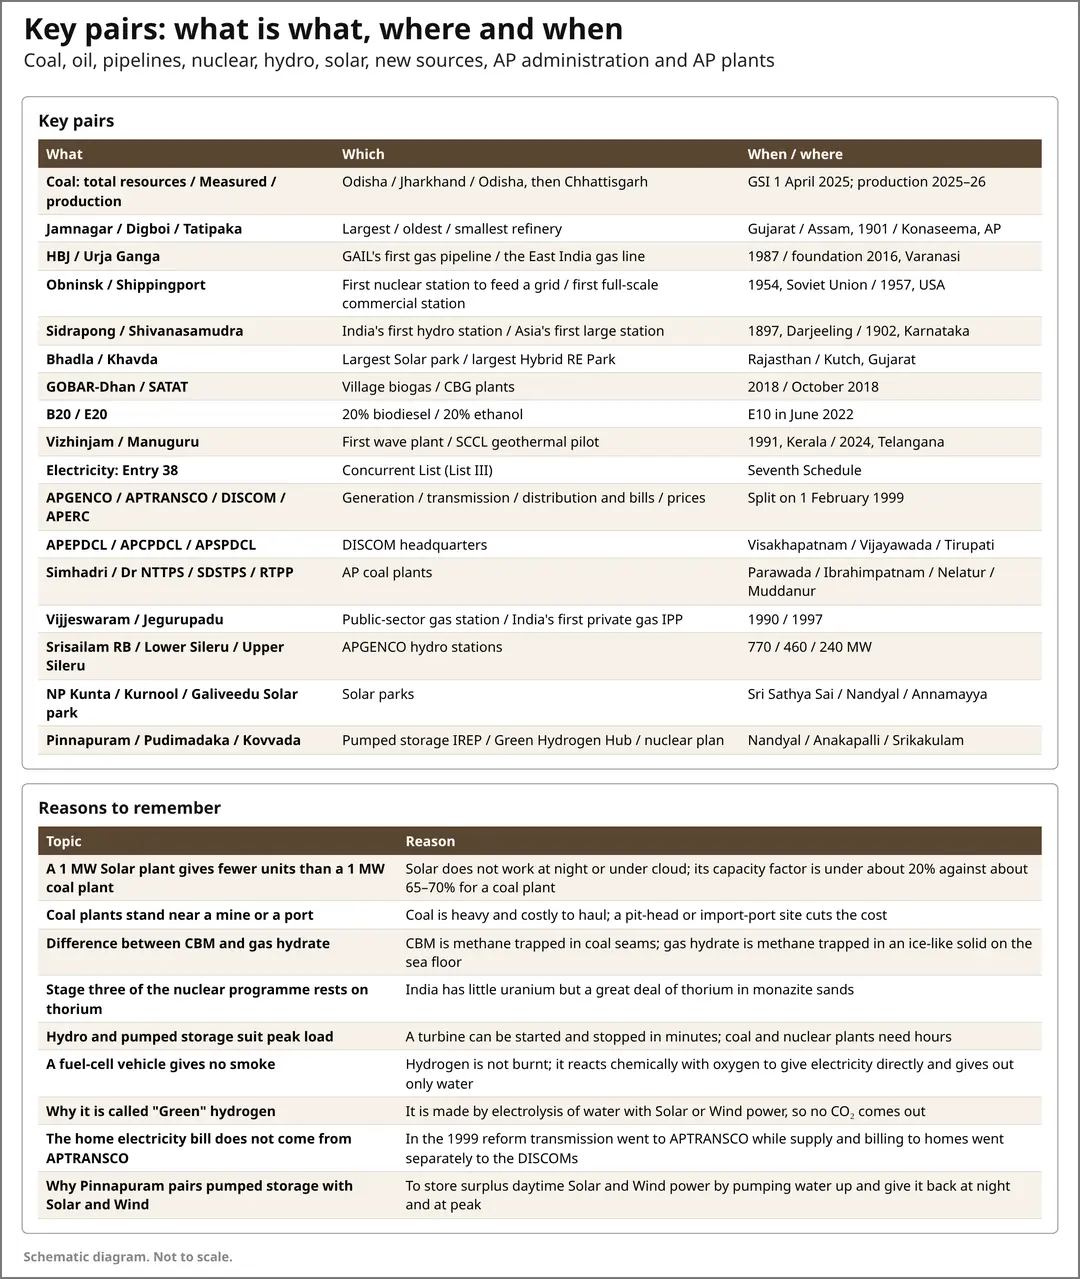 Key pairs: what is what, where and when
Coal, oil, pipelines, nuclear, hydro, solar, new sources, AP administration and AP plants
Key pairs
What Which When / where
Coal: total resources / Measured / Odisha / Jharkhand / Odisha, then Chhattisgarh GSI 1 April 2025; production 2025–26
production
Jamnagar / Digboi / Tatipaka Largest / oldest / smallest refinery Gujarat / Assam, 1901 / Konaseema, AP
HBJ / Urja Ganga GAIL's first gas pipeline / the East India gas line 1987 / foundation 2016, Varanasi
Obninsk / Shippingport First nuclear station to feed a grid / first full-scale 1954, Soviet Union / 1957, USA
commercial station
Sidrapong / Shivanasamudra India's first hydro station / Asia's first large station 1897, Darjeeling / 1902, Karnataka
Bhadla / Khavda Largest Solar park / largest Hybrid RE Park Rajasthan / Kutch, Gujarat
GOBAR-Dhan / SATAT Village biogas / CBG plants 2018 / October 2018
B20 / E20 20% biodiesel / 20% ethanol E10 in June 2022
Vizhinjam / Manuguru First wave plant / SCCL geothermal pilot 1991, Kerala / 2024, Telangana
Electricity: Entry 38 Concurrent List (List III) Seventh Schedule
APGENCO / APTRANSCO / DISCOM / Generation / transmission / distribution and bills / prices Split on 1 February 1999
APERC
APEPDCL / APCPDCL / APSPDCL DISCOM headquarters Visakhapatnam / Vijayawada / Tirupati
Simhadri / Dr NTTPS / SDSTPS / RTPP AP coal plants Parawada / Ibrahimpatnam / Nelatur /
Muddanur
Vijjeswaram / Jegurupadu Public-sector gas station / India's first private gas IPP 1990 / 1997
Srisailam RB / Lower Sileru / Upper APGENCO hydro stations 770 / 460 / 240 MW
Sileru
NP Kunta / Kurnool / Galiveedu Solar Solar parks Sri Sathya Sai / Nandyal / Annamayya
park
Pinnapuram / Pudimadaka / Kovvada Pumped storage IREP / Green Hydrogen Hub / nuclear plan Nandyal / Anakapalli / Srikakulam
Reasons to remember
Topic Reason
A 1 MW Solar plant gives fewer units than a 1 MW Solar does not work at night or under cloud; its capacity factor is under about 20% against about
coal plant 65–70% for a coal plant
Coal plants stand near a mine or a port Coal is heavy and costly to haul; a pit-head or import-port site cuts the cost
Difference between CBM and gas hydrate CBM is methane trapped in coal seams; gas hydrate is methane trapped in an ice-like solid on the
sea floor
Stage three of the nuclear programme rests on India has little uranium but a great deal of thorium in monazite sands
thorium
Hydro and pumped storage suit peak load A turbine can be started and stopped in minutes; coal and nuclear plants need hours
A fuel-cell vehicle gives no smoke Hydrogen is not burnt; it reacts chemically with oxygen to give electricity directly and gives out
only water
Why it is called "Green" hydrogen It is made by electrolysis of water with Solar or Wind power, so no CO₂ comes out
The home electricity bill does not come from In the 1999 reform transmission went to APTRANSCO while supply and billing to homes went
APTRANSCO separately to the DISCOMs
Why Pinnapuram pairs pumped storage with To store surplus daytime Solar and Wind power by pumping water up and give it back at night
Solar and Wind and at peak
Schematic diagram. Not to scale.